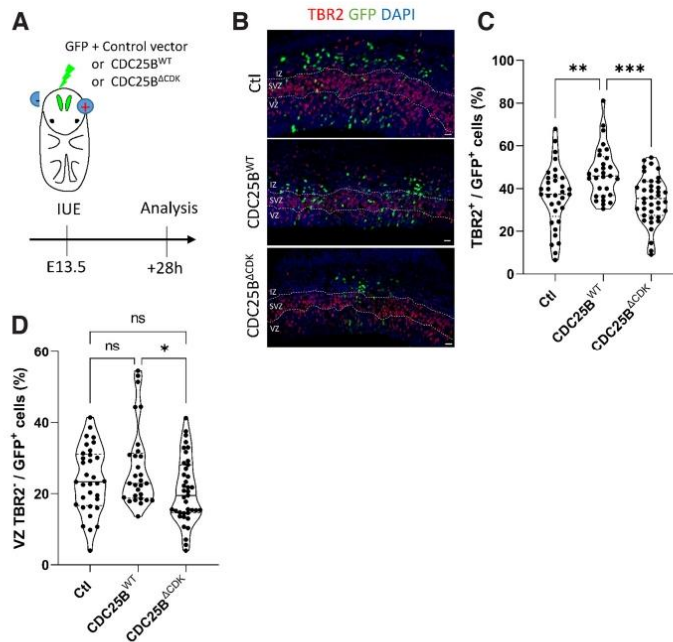 A
GFP + Control vector
or CDC25B^WT
or CDC25B^ΔCDK
-
+
IUE
Analysis
E13.5
+28h
B
TBR2 GFP DAPI
Ctl
IZ
SVZ
VZ
CDC25B^WT
IZ
SVZ
VZ
CDC25B^ΔCDK
IZ
SVZ
VZ
C
TBR2⁺ / GFP⁺ cells (%)
100
80
60
40
20
0
**
***
Ctl
CDC25B^WT
CDC25B^ΔCDK
D
VZ TBR2⁻ / GFP⁺ cells (%)
60
40
20
0
ns
ns
*
Ctl
CDC25B^WT
CDC25B^ΔCDK